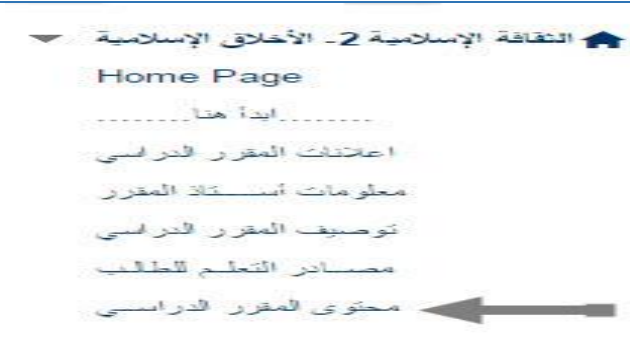 الثقافة الإسلامية 2- الأخلاق الإسلامية
Home Page
........ابدأ هنا........
اعلانات المقرر الدراسي
معلومات أستاذ المقرر
توصيف المقرر الدراسي
مصادر التعلم للطالب
محتوى المقرر الدراسي